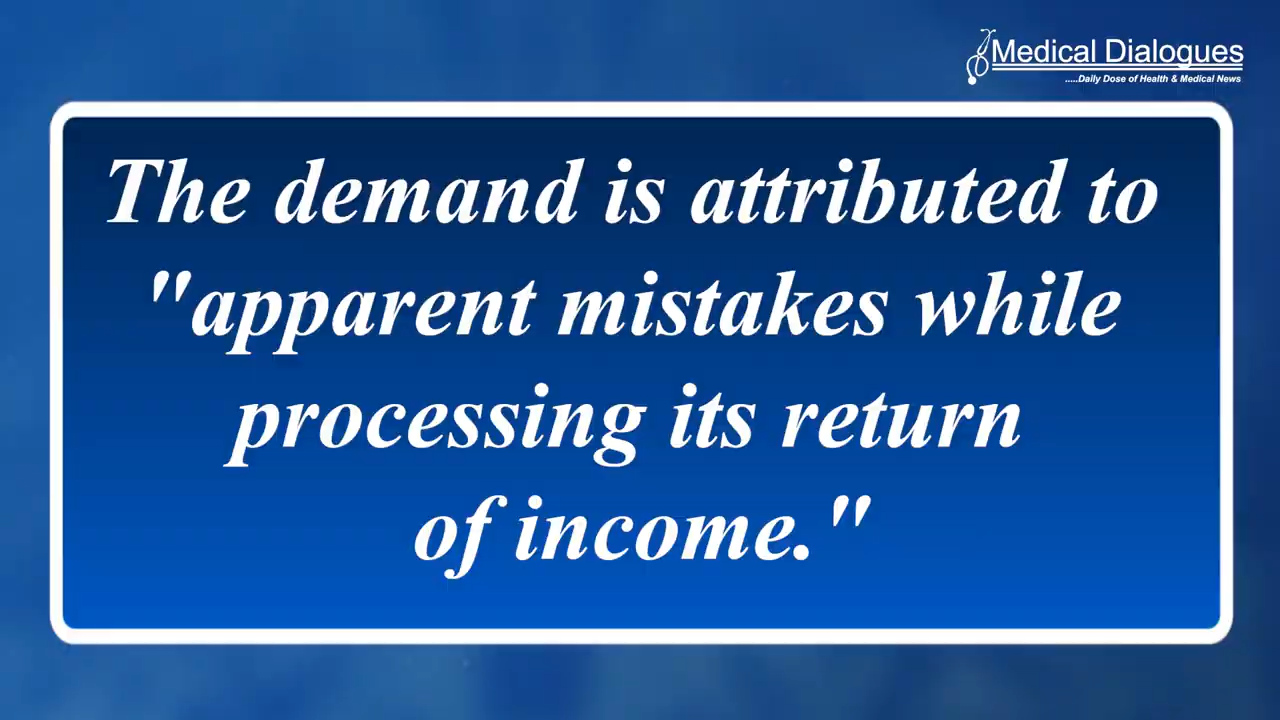 Medical Dialogues
.....Daily Dose of Health & Medical News
The demand is attributed to
"apparent mistakes while
processing its return
of income."